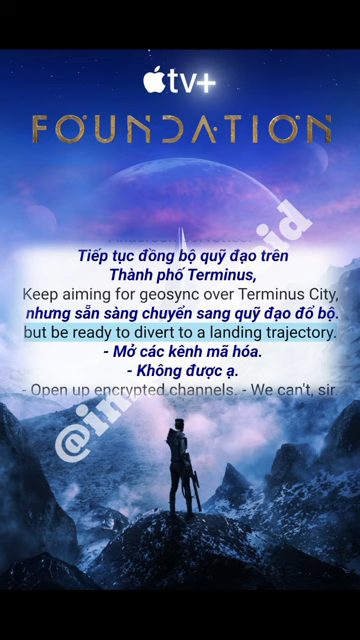 tv+
FOUNDATION
Tiếp tục đồng bộ quỹ đạo trên
Thành phố Terminus,
Keep aiming for geosync over Terminus City,
nhưng sẵn sàng chuyển sang quỹ đạo đổ bộ.
but be ready to divert to a landing trajectory.
- Mở các kênh mã hóa.
- Không được ạ.
- Open up encrypted channels. - We can't, sir.